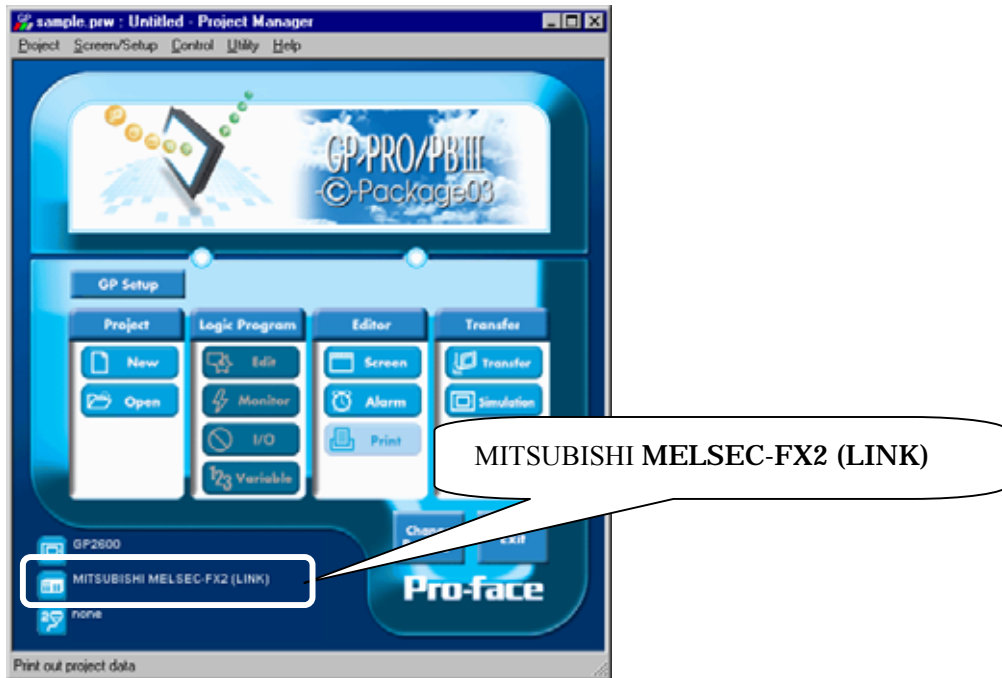 sample.prw : Untitled - Project Manager
Project Screen/Setup Control Utility Help
GP-PRO/PBIII
-©-Package03
GP Setup
Project
Logic Program
Editor
Transfer
New
Edit
Screen
Transfer
Open
Monitor
Alarm
Simulation
I/O
Print
123 Variable
MITSUBISHI MELSEC-FX2 (LINK)
GP2600
Exit
MITSUBISHI MELSEC-FX2 (LINK)
Pro-face
none
Print out project data